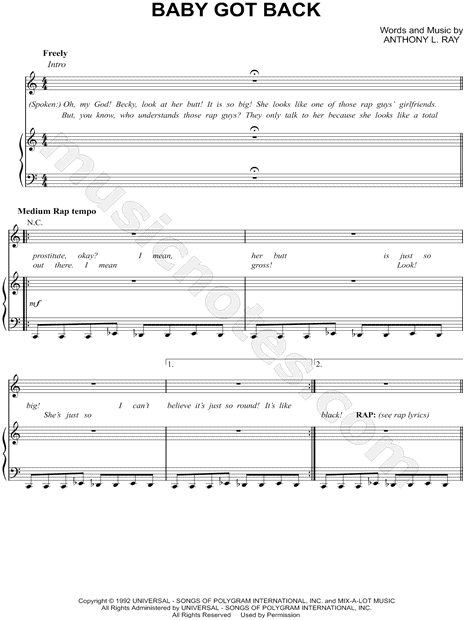 BABY GOT BACK
Words and Music by
ANTHONY L. RAY
Freely
Intro
(Spoken:) Oh, my God! Becky, look at her butt! It is so big! She looks like one of those rap guys' girlfriends.
But, you know, who understands those rap guys? They only talk to her because she looks like a total
Medium Rap tempo
N.C.
prostitute, okay? I mean, her butt is just so
out there. I mean gross! Look!
mf
1.
2.
big! I can't believe it's just so round! It's like
She's just so black! RAP: (see rap lyrics)
musicnotes.com
Copyright © 1992 UNIVERSAL - SONGS OF POLYGRAM INTERNATIONAL, INC. and MIX-A-LOT MUSIC
All Rights Administered by UNIVERSAL - SONGS OF POLYGRAM INTERNATIONAL, INC.
All Rights Reserved Used by Permission